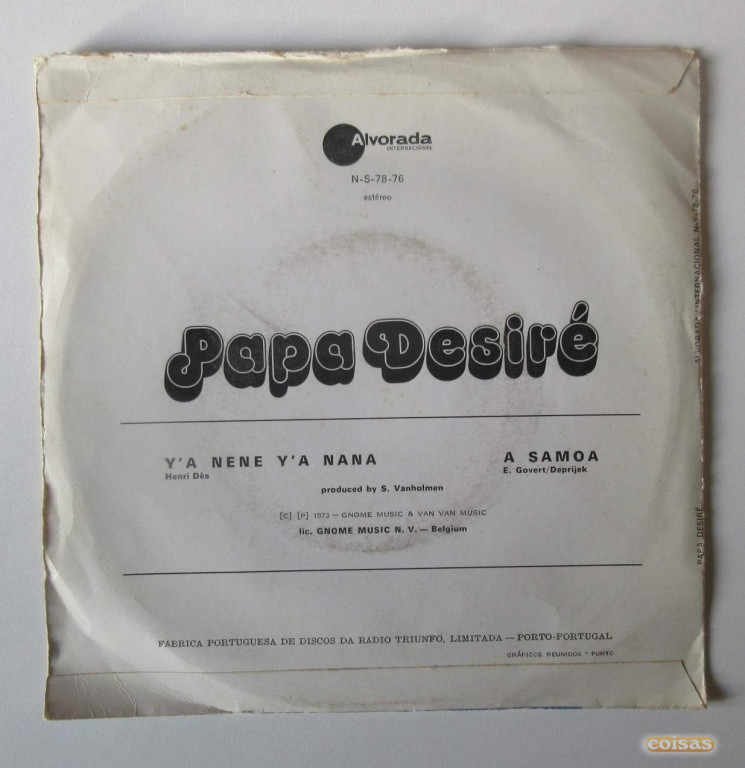 Alvorada
INTERNACIONAL
N-S-78-76
estéreo
Papa Desiré
Y'A NENE Y'A NANA
Henri Dès
A SAMOA
E. Govert/Deprijek
produced by S. Vanholmen
[C] [P] 1973 — GNOME MUSIC & VAN VAN MUSIC
lic. GNOME MUSIC N. V. — Belgium
FÁBRICA PORTUGUESA DE DISCOS DA RÁDIO TRIUNFO, LIMITADA — PORTO-PORTUGAL
GRÁFICOS REUNIDOS • PORTO
ALVORADA INTERNACIONAL N-S-78-76
PAPA DESIRÉ
coisas